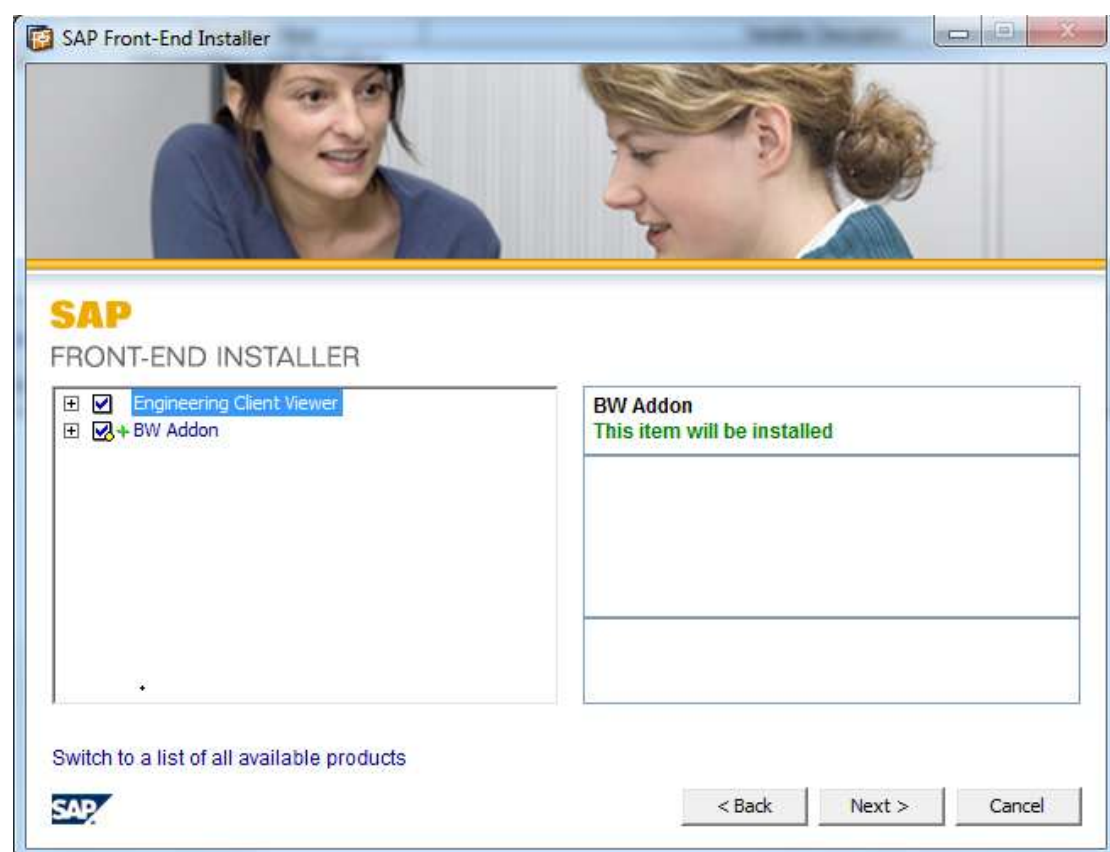 SAP Front-End Installer
SAP
FRONT-END INSTALLER
Engineering Client Viewer
BW Addon
BW Addon
This item will be installed
Switch to a list of all available products
SAP
< Back
Next >
Cancel